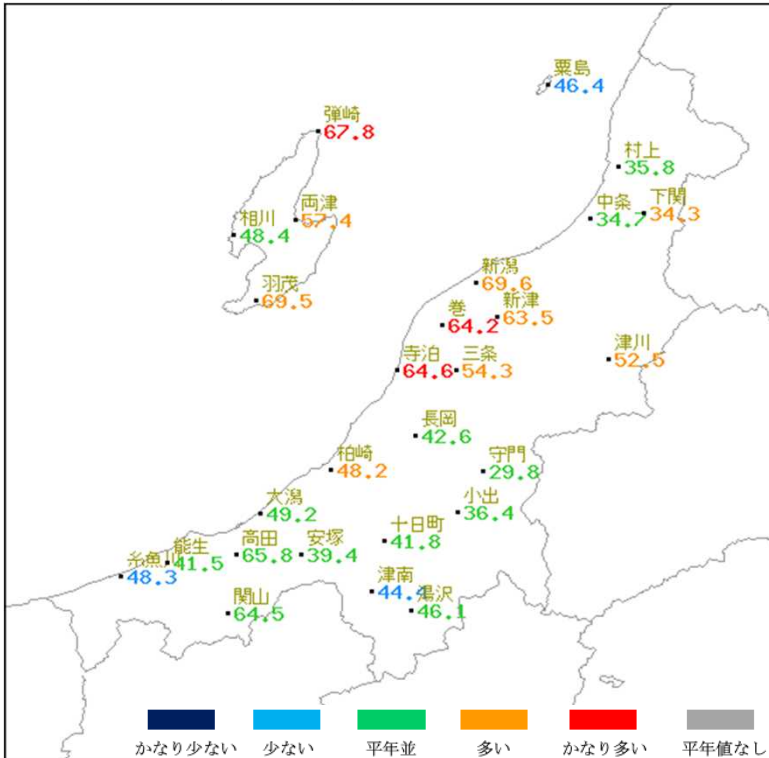 粟島
46.4
弾崎
67.8
村上
35.8
下関
34.3
中条
34.7
両津
57.4
相川
48.4
新潟
69.6
羽茂
69.5
新津
63.5
巻
64.2
津川
52.5
寺泊
64.6
三条
54.3
長岡
42.6
柏崎
48.2
守門
29.8
小出
36.4
大潟
49.2
十日町
41.8
高田
65.8
安塚
39.4
能生
41.5
糸魚川
48.3
津南
44.4
湯沢
46.1
関山
64.5
かなり少ない 少ない 平年並 多い かなり多い 平年値なし